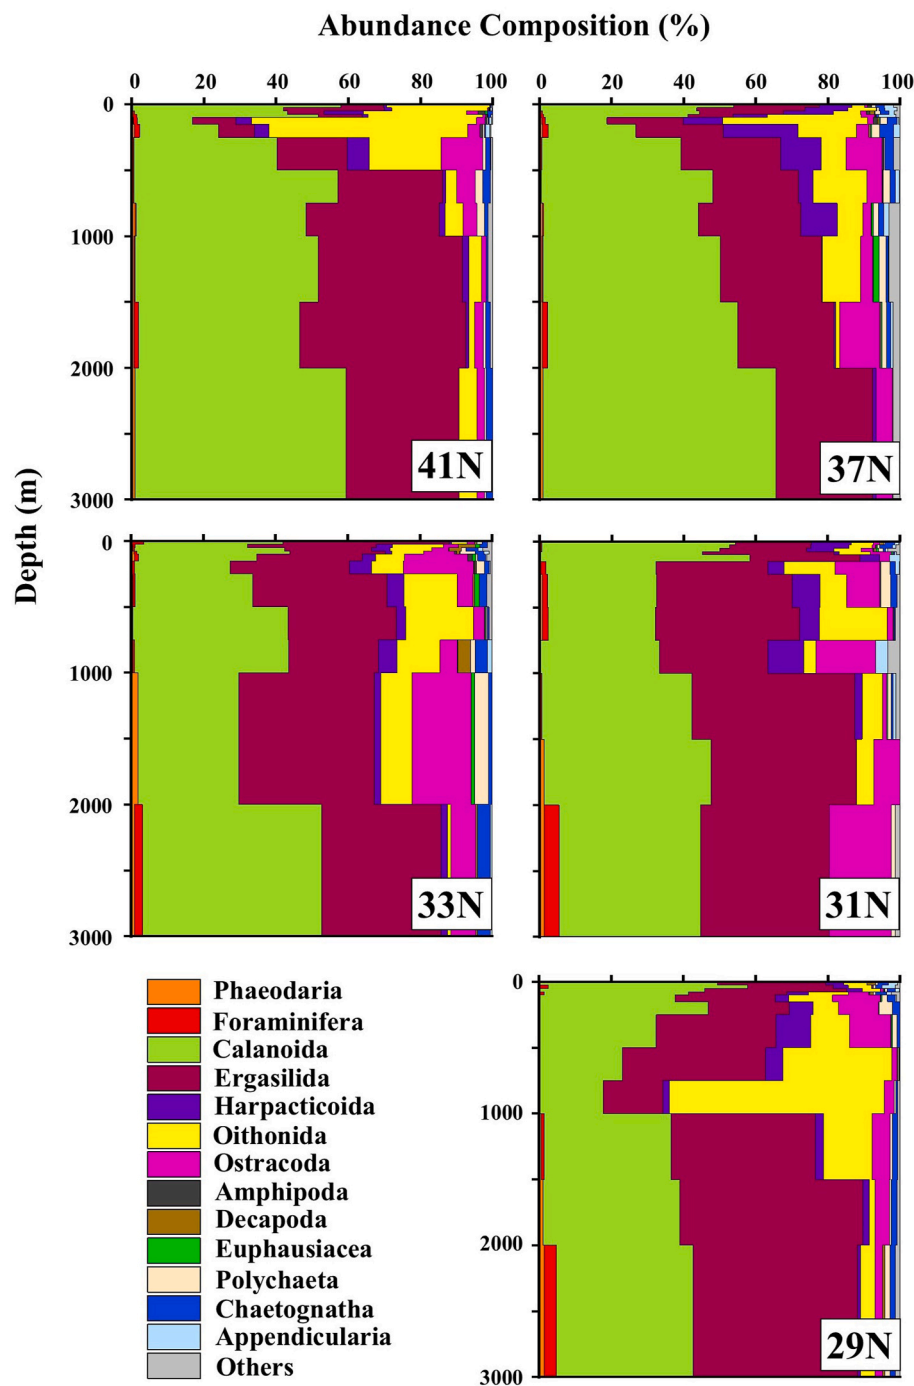 Abundance Composition (%)
0 20 40 60 80 100
0 20 40 60 80 100
0
1000
2000
3000
41N
37N
Depth (m)
0
1000
2000
3000
33N
31N
Phaeodaria
Foraminifera
Calanoida
Ergasilida
Harpacticoida
Oithonida
Ostracoda
Amphipoda
Decapoda
Euphausiacea
Polychaeta
Chaetognatha
Appendicularia
Others
0
1000
2000
3000
29N